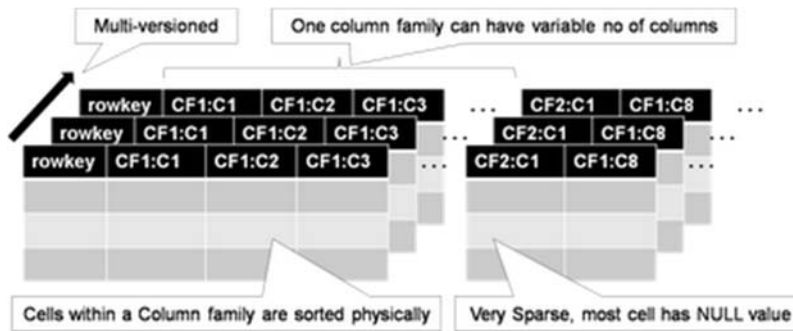 Multi-versioned
One column family can have variable no of columns
rowkey CF1:C1 CF1:C2 CF1:C3 ... CF2:C1 CF1:C8 ...
rowkey CF1:C1 CF1:C2 CF1:C3 ... CF2:C1 CF1:C8 ...
rowkey CF1:C1 CF1:C2 CF1:C3 ... CF2:C1 CF1:C8 ...
Cells within a Column family are sorted physically
Very Sparse, most cell has NULL value